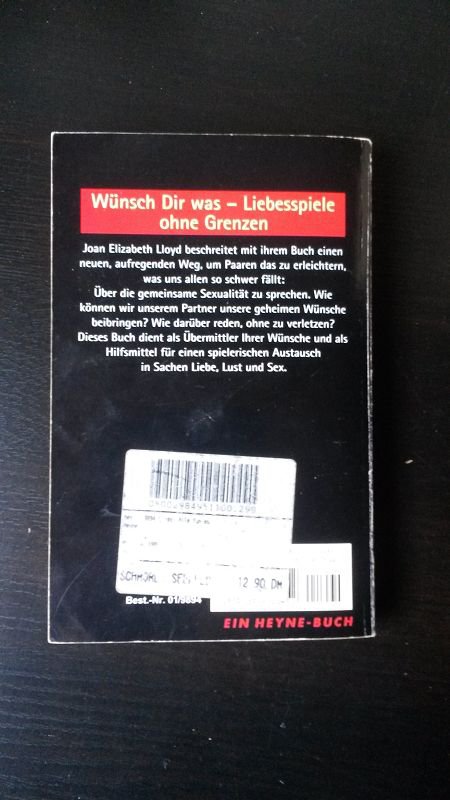 Wünsch Dir was – Liebesspiele
ohne Grenzen
Joan Elizabeth Lloyd beschreitet mit ihrem Buch einen
neuen, aufregenden Weg, um Paaren das zu erleichtern,
was uns allen so schwer fällt:
Über die gemeinsame Sexualität zu sprechen. Wie
können wir unserem Partner unsere geheimen Wünsche
beibringen? Wie darüber reden, ohne zu verletzen?
Dieses Buch dient als Übermittler Ihrer Wünsche und als
Hilfsmittel für einen spielerischen Austausch
in Sachen Liebe, Lust und Sex.
12.90 DM
Best.-Nr.
EIN HEYNE-BUCH